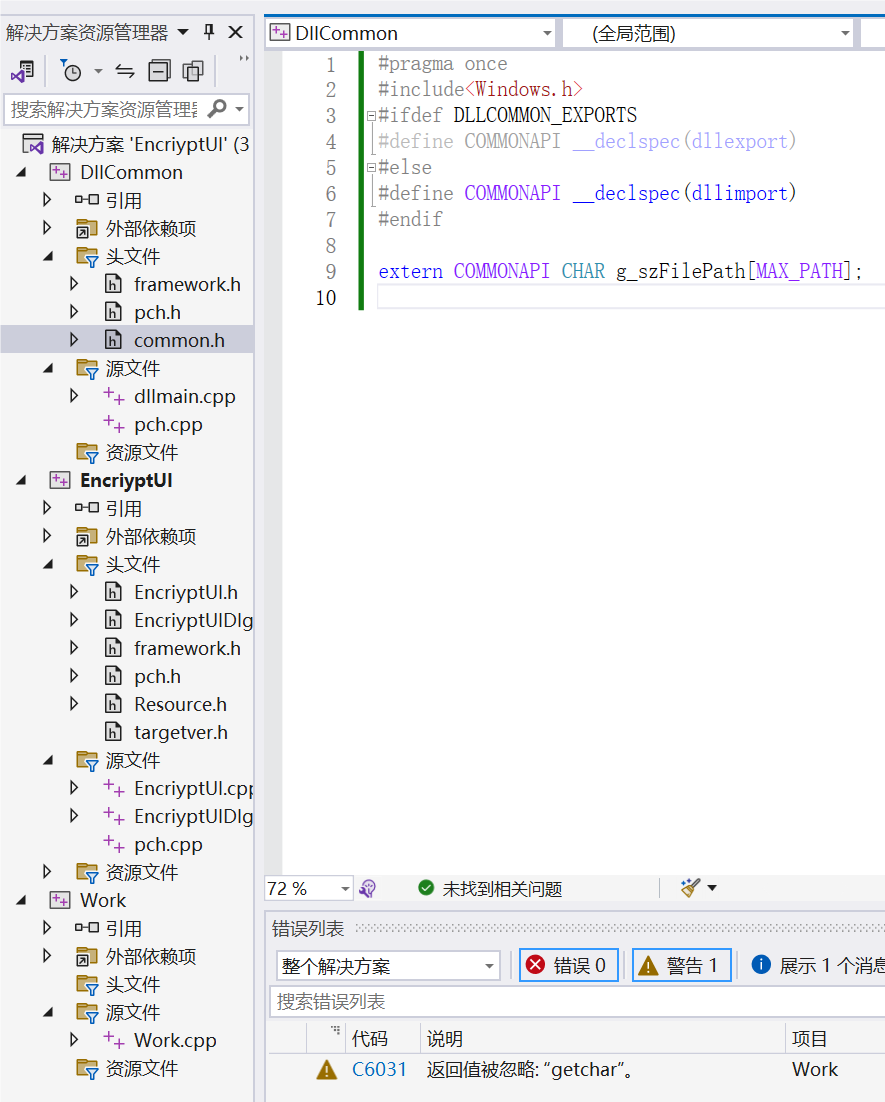 解决方案资源管理器
搜索解决方案资源管理器
解决方案 'EncriyptUI' (3
DllCommon
引用
外部依赖项
头文件
framework.h
pch.h
common.h
源文件
dllmain.cpp
pch.cpp
资源文件
EncriyptUI
引用
外部依赖项
头文件
EncriyptUI.h
EncriyptUIDlg
framework.h
pch.h
Resource.h
targetver.h
源文件
EncriyptUI.cpp
EncriyptUIDlg
pch.cpp
资源文件
Work
引用
外部依赖项
头文件
源文件
Work.cpp
资源文件
DllCommon (全局范围)
1 #pragma once
2 #include<Windows.h>
3 #ifdef DLLCOMMON_EXPORTS
4 #define COMMONAPI __declspec(dllexport)
5 #else
6 #define COMMONAPI __declspec(dllimport)
7 #endif
8
9 extern COMMONAPI CHAR g_szFilePath[MAX_PATH];
10
72 % 未找到相关问题
错误列表
整个解决方案 错误 0 警告 1 展示 1 个消息
搜索错误列表
代码 说明 项目
C6031 返回值被忽略: “getchar”。 Work